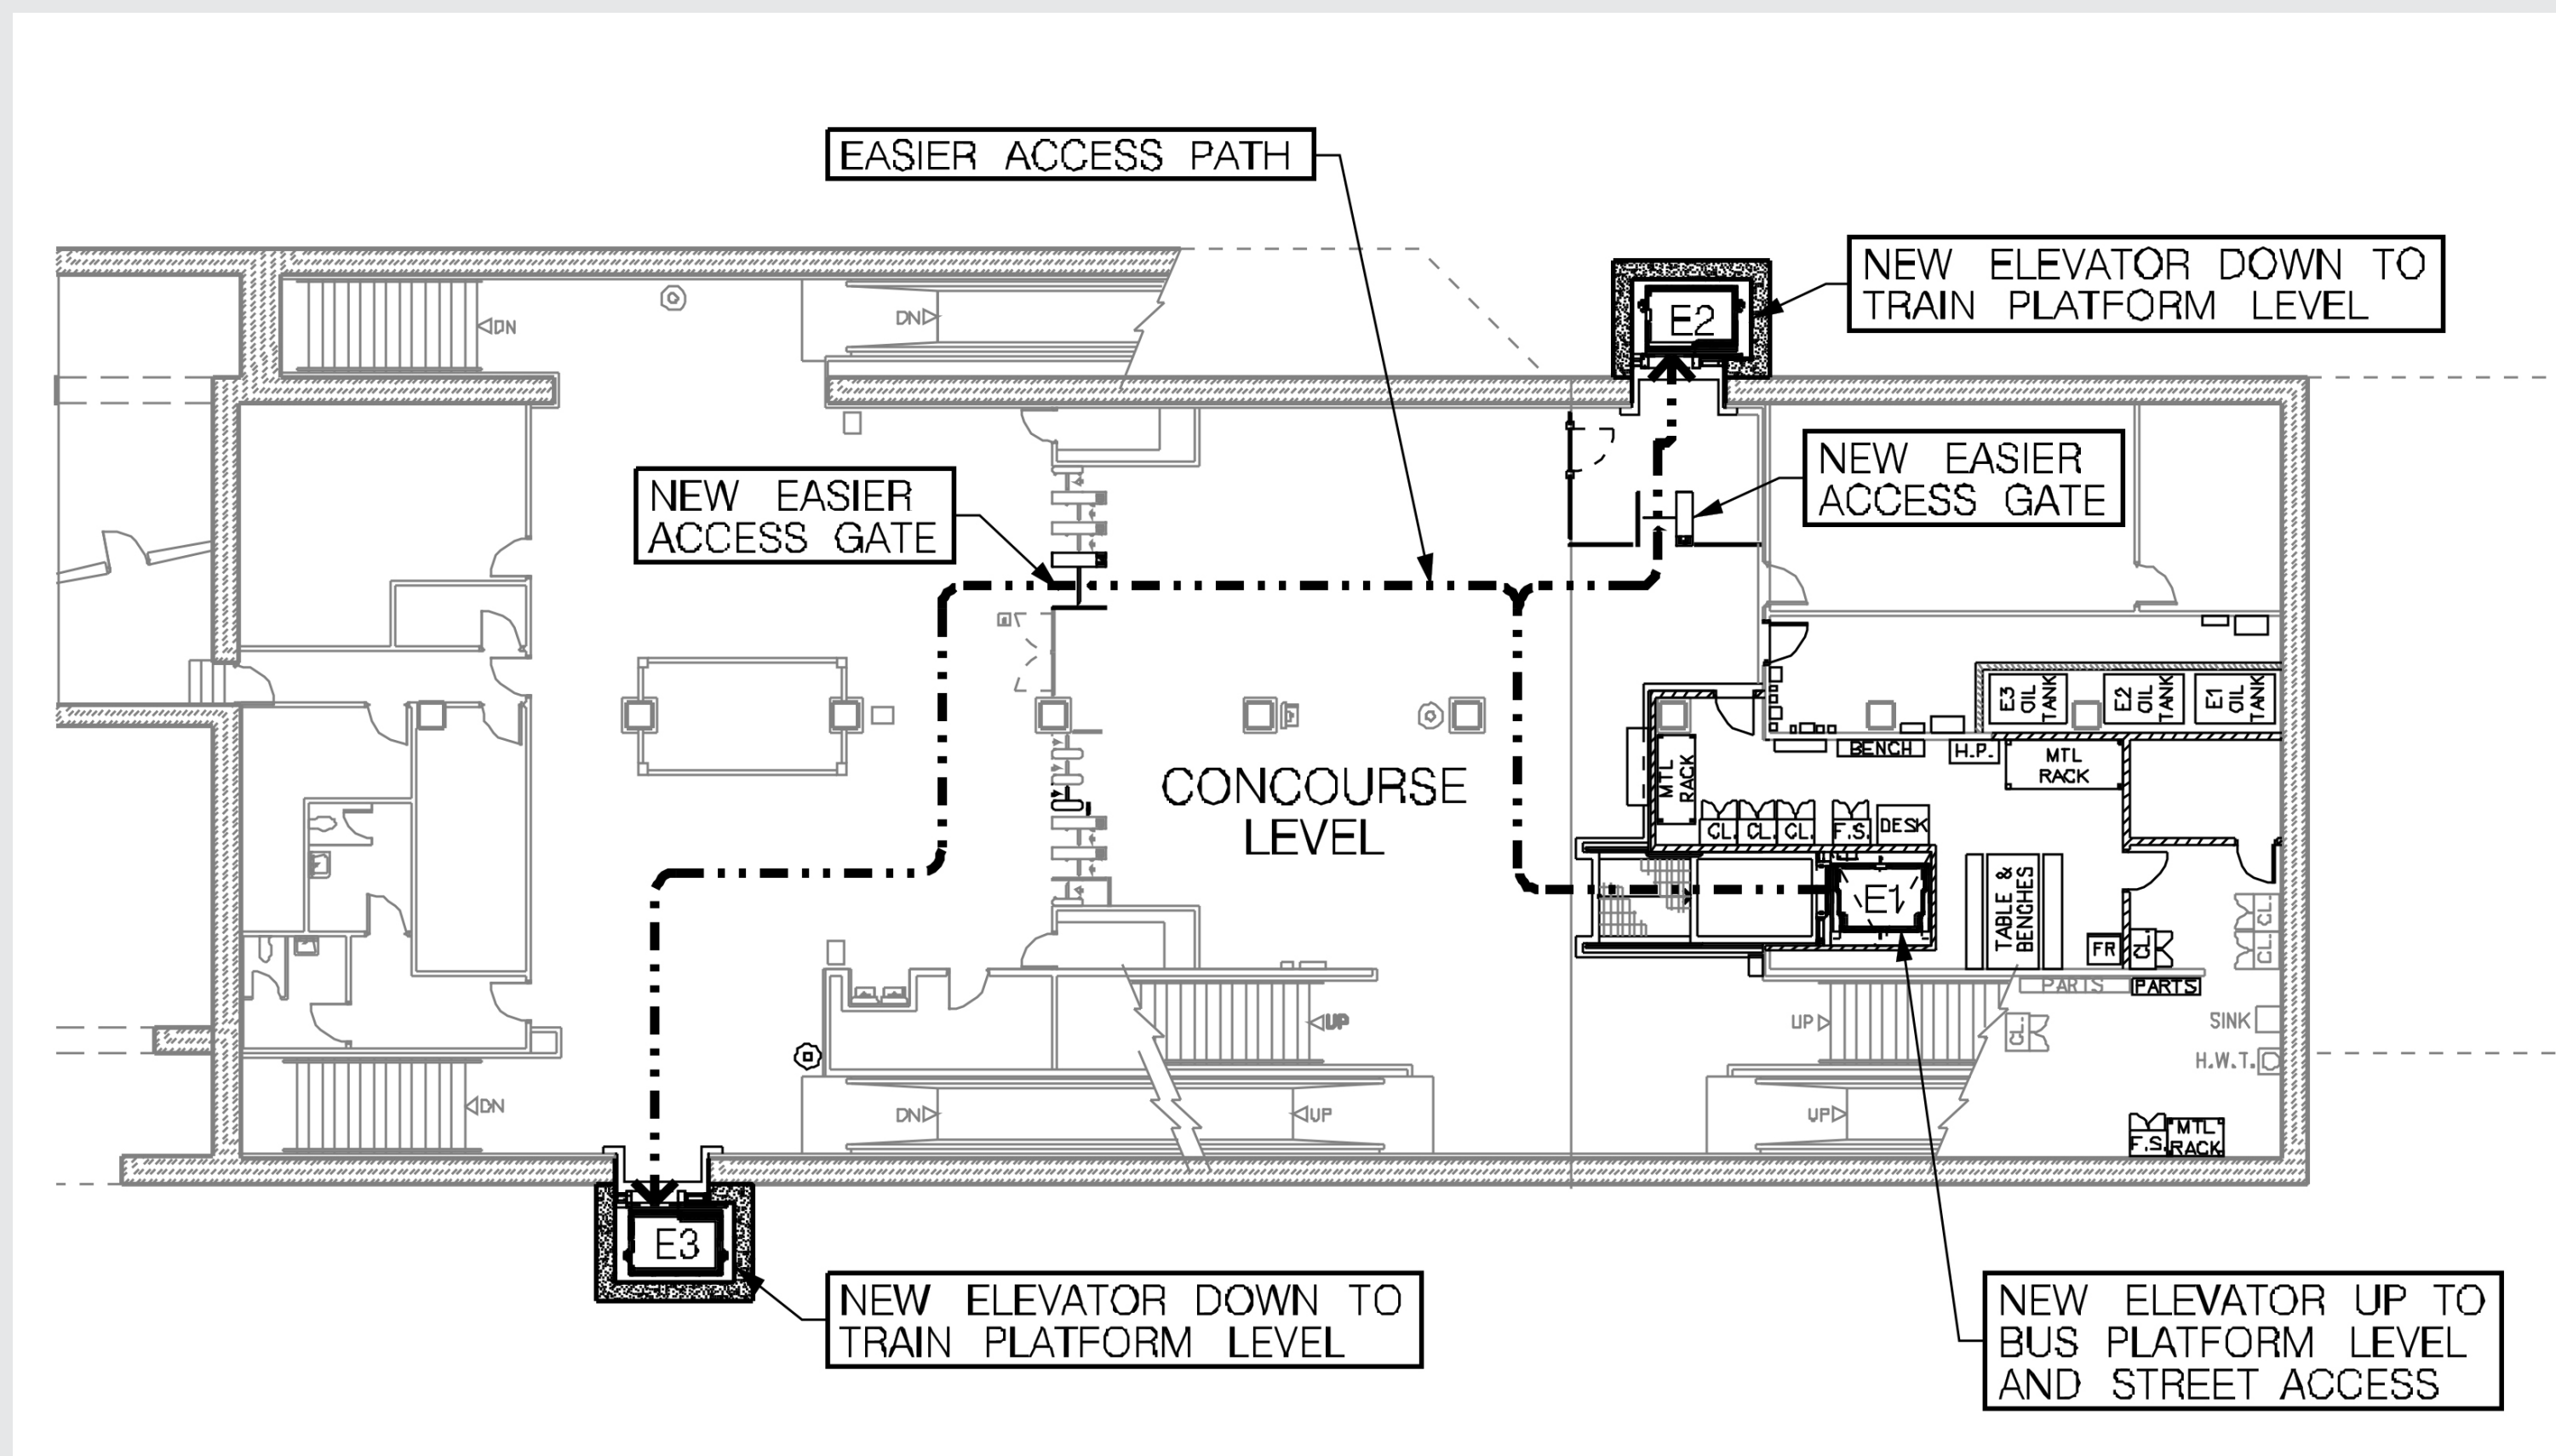 EASIER ACCESS PATH
NEW ELEVATOR DOWN TO
TRAIN PLATFORM LEVEL
E2
DN
DN
NEW EASIER
ACCESS GATE
NEW EASIER
ACCESS GATE
E3
OIL
TANK
E2
OIL
TANK
E1
OIL
TANK
BENCH
H.P.
MTL
RACK
MTL
RACK
CONCOURSE
LEVEL
CL.
CL.
CL.
F.S.
DESK
E1
TABLE &
BENCHES
FR
CL.
CL.
CL.
PARTS
PARTS
UP
UP
CL.
SINK
H.W.T.
DN
DN
UP
UP
F.S.
MTL
RACK
E3
NEW ELEVATOR DOWN TO
TRAIN PLATFORM LEVEL
NEW ELEVATOR UP TO
BUS PLATFORM LEVEL
AND STREET ACCESS